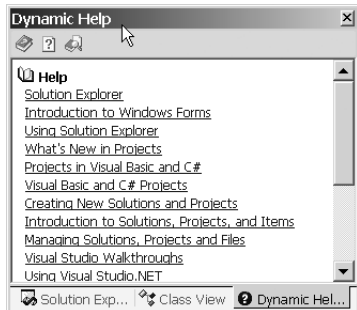 Dynamic Help
Help
Solution Explorer
Introduction to Windows Forms
Using Solution Explorer
What's New in Projects
Projects in Visual Basic and C#
Visual Basic and C# Projects
Creating New Solutions and Projects
Introduction to Solutions, Projects, and Items
Managing Solutions, Projects and Files
Visual Studio Walkthroughs
Using Visual Studio.NET
Solution Exp... Class View Dynamic Hel...